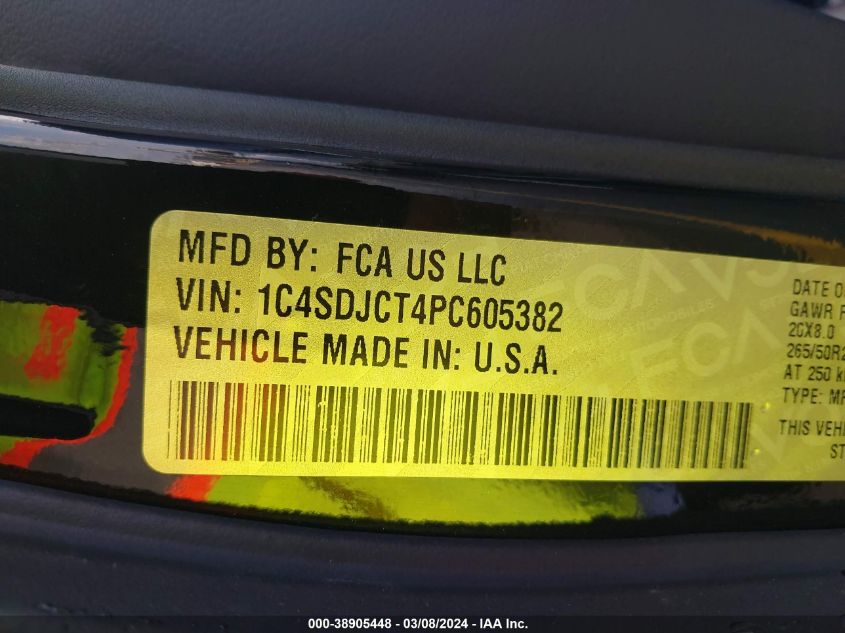 MFD BY: FCA US LLC
VIN: 1C4SDJCT4PC605382
VEHICLE MADE IN: U.S.A.
DATE O
GAWR F
20X8.0
265/50R2
AT 250 k
TYPE: MP
THIS VEH
ST
000-38905448 - 03/08/2024 - IAA Inc.